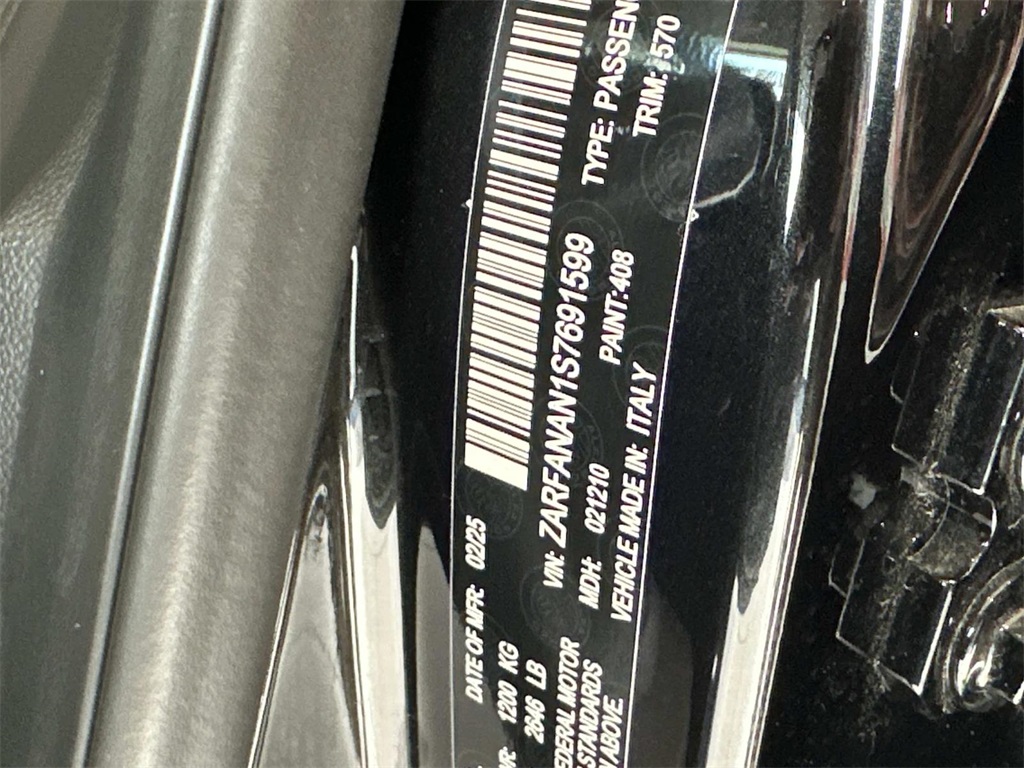 DATE OF MFR: 02/25
1200 KG
2646 LB
VIN: ZARFANAN1S7691599 TYPE:
MDH: 021210 PAINT:408 TRIM: 570
FEDERAL MOTOR VEHICLE MADE IN: ITALY
STANDARDS
ABOVE